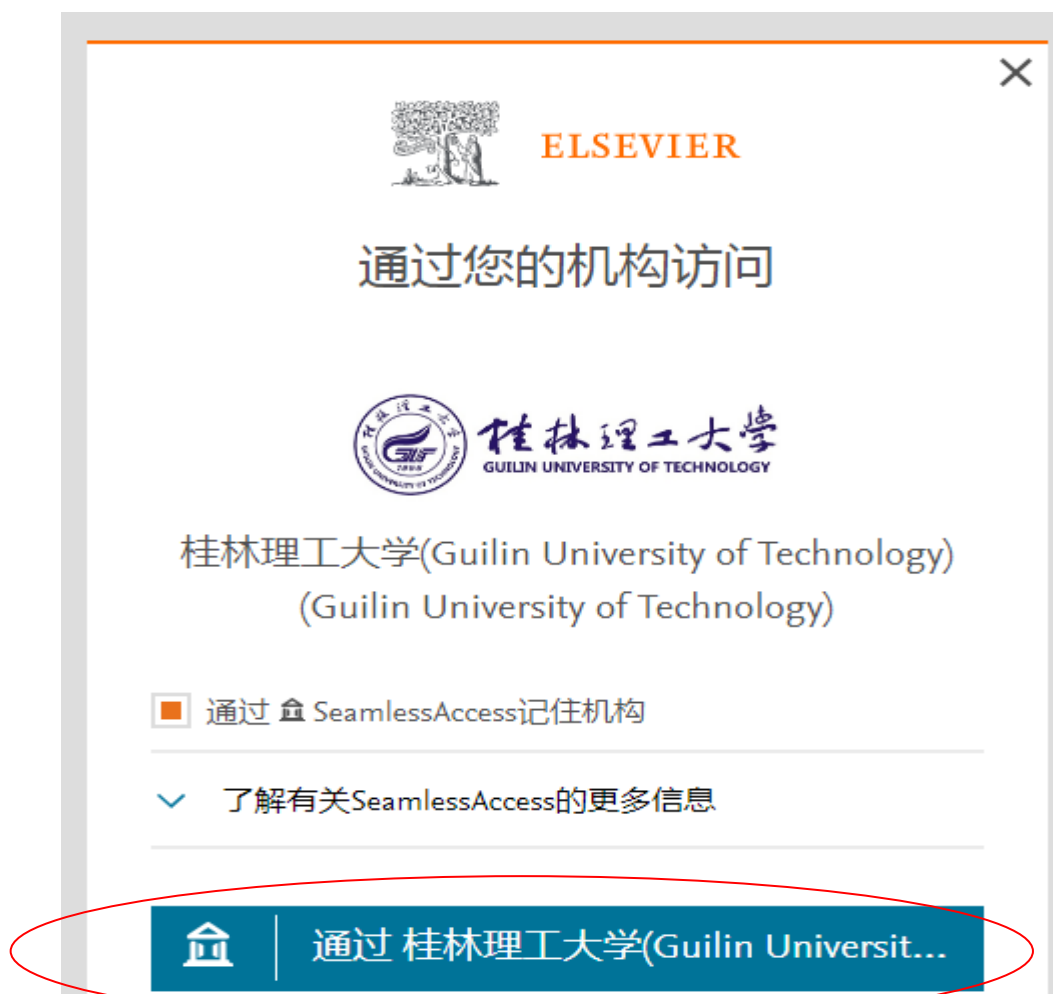 ELSEVIER
通过您的机构访问
桂林理工大学
GUILIN UNIVERSITY OF TECHNOLOGY
桂林理工大学(Guilin University of Technology)
(Guilin University of Technology)
通过 SeamlessAccess记住机构
了解有关SeamlessAccess的更多信息
通过 桂林理工大学(Guilin Universit...